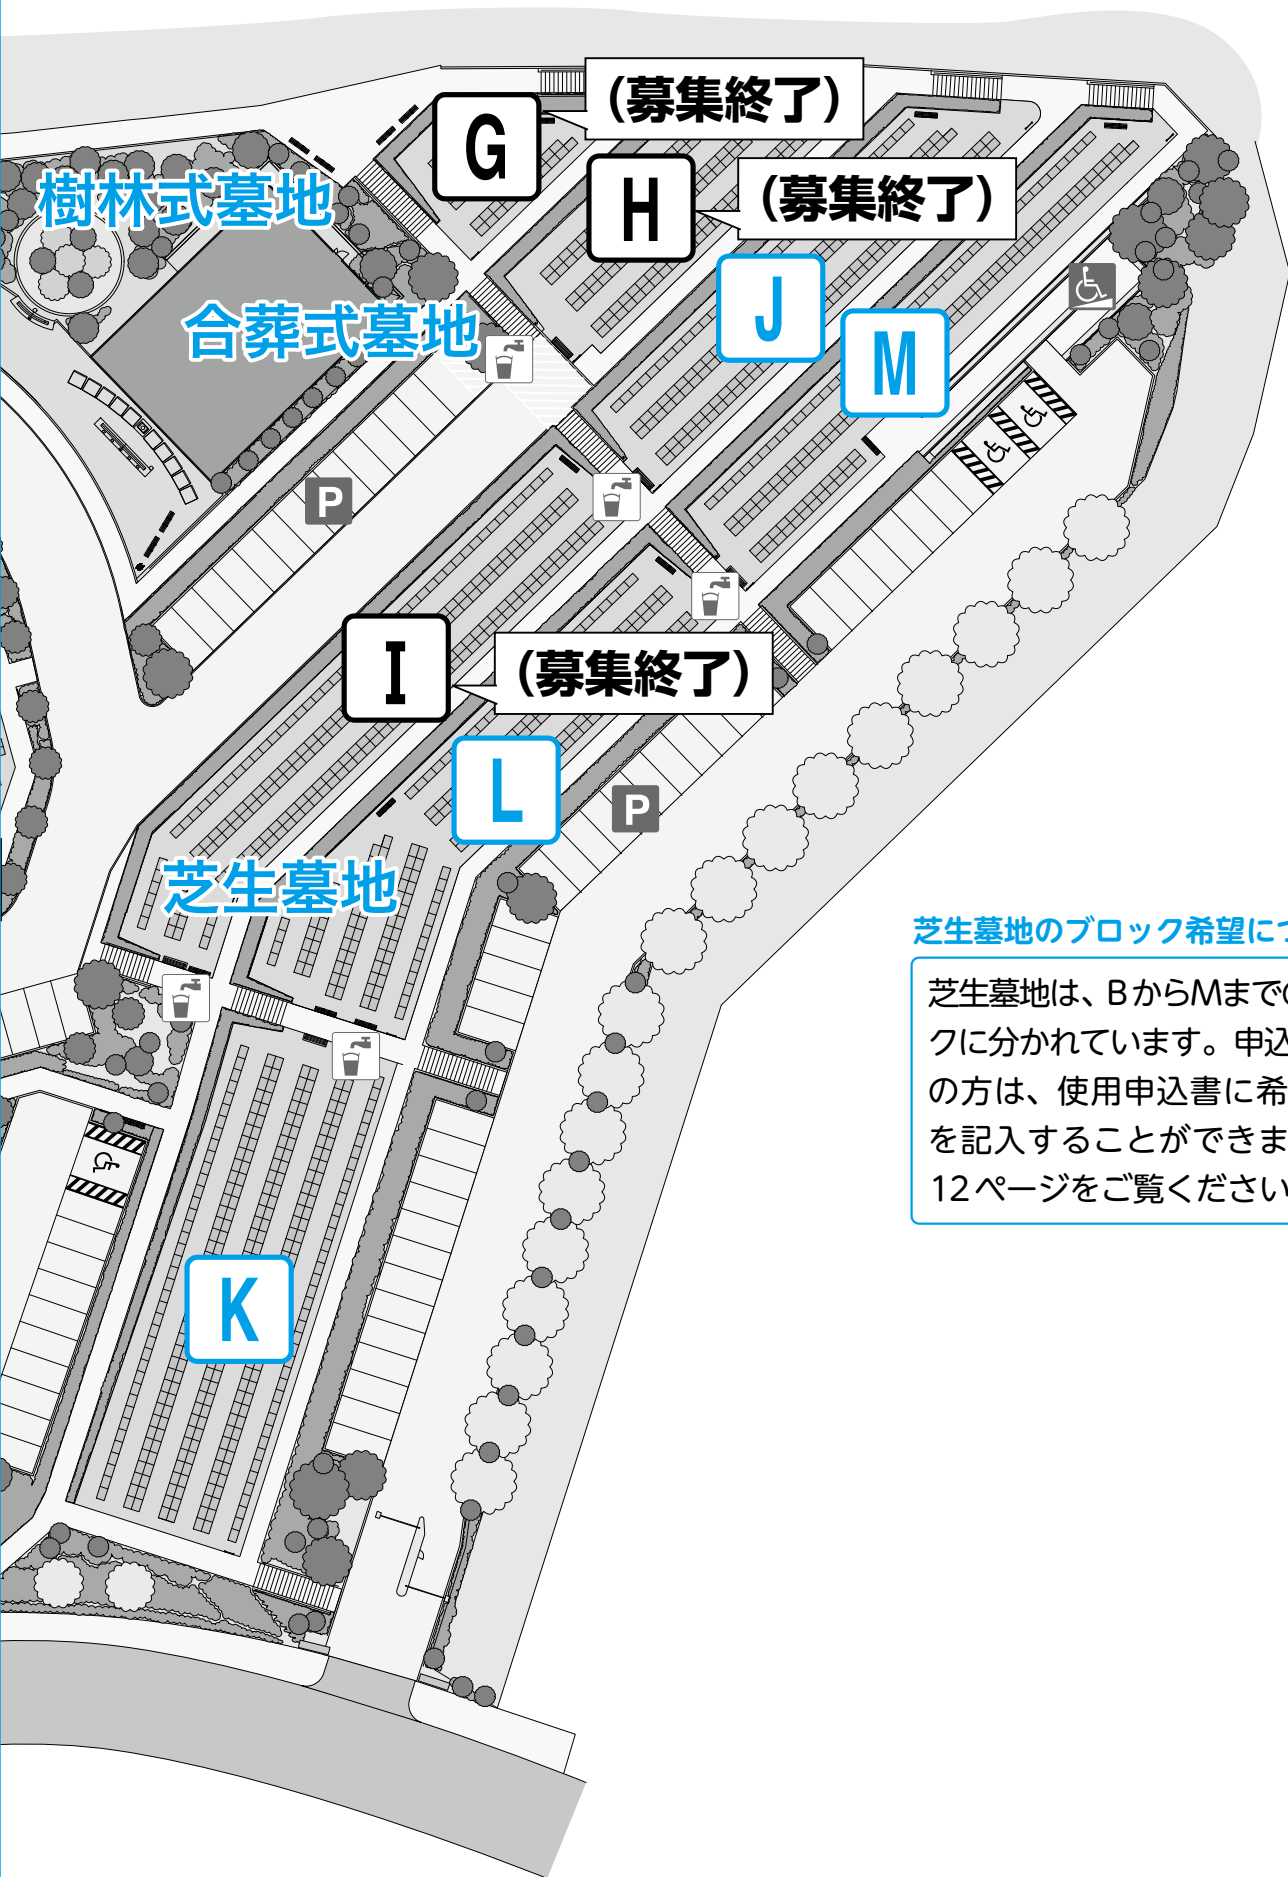 (募集終了)
G
(募集終了)
H
樹林式墓地
J
合葬式墓地
M
P
I
(募集終了)
L
P
芝生墓地
芝生墓地のブロック希望に
芝生墓地は、BからMまで
クに分かれています。申込
の方は、使用申込書に希
を記入することができま
12ページをご覧ください
K